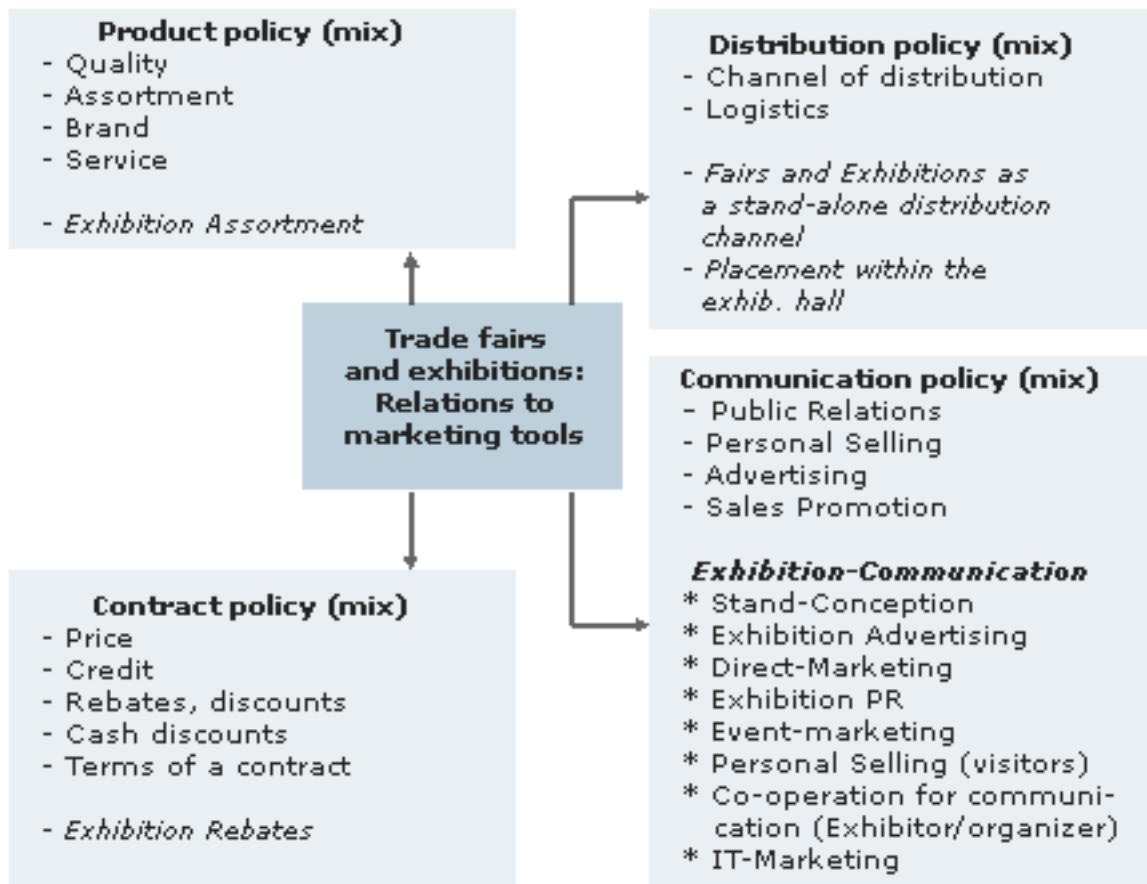 Product policy (mix)
- Quality
- Assortment
- Brand
- Service
- Exhibition Assortment
Distribution policy (mix)
- Channel of distribution
- Logistics
- Fairs and Exhibitions as
a stand-alone distribution
channel
- Placement within the
exhib. hall
Trade fairs
and exhibitions:
Relations to
marketing tools
Contract policy (mix)
- Price
- Credit
- Rebates, discounts
- Cash discounts
- Terms of a contract
- Exhibition Rebates
Communication policy (mix)
- Public Relations
- Personal Selling
- Advertising
- Sales Promotion
Exhibition-Communication
* Stand-Conception
* Exhibition Advertising
* Direct-Marketing
* Exhibition PR
* Event-marketing
* Personal Selling (visitors)
* Co-operation for communi-
cation (Exhibitor/organizer)
* IT-Marketing